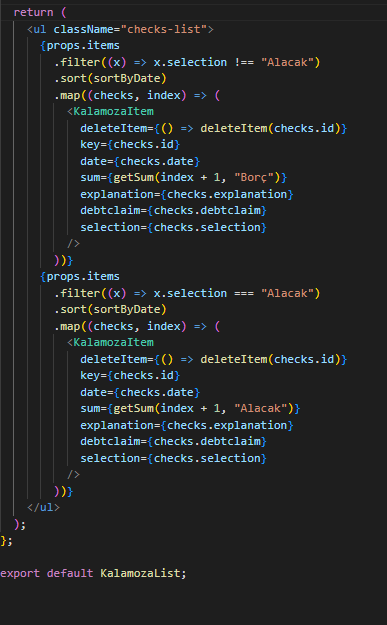 return (
<ul className="checks-list">
{props.items
.filter((x) => x.selection !== "Alacak")
.sort(sortByDate)
.map((checks, index) => (
<KalamozaItem
deleteItem={() => deleteItem(checks.id)}
key={checks.id}
date={checks.date}
sum={getSum(index + 1, "Borç")}
explanation={checks.explanation}
debtclaim={checks.debtclaim}
selection={checks.selection}
/>
))}
{props.items
.filter((x) => x.selection === "Alacak")
.sort(sortByDate)
.map((checks, index) => (
<KalamozaItem
deleteItem={() => deleteItem(checks.id)}
key={checks.id}
date={checks.date}
sum={getSum(index + 1, "Alacak")}
explanation={checks.explanation}
debtclaim={checks.debtclaim}
selection={checks.selection}
/>
))}
</ul>
);
};
export default KalamozaList;